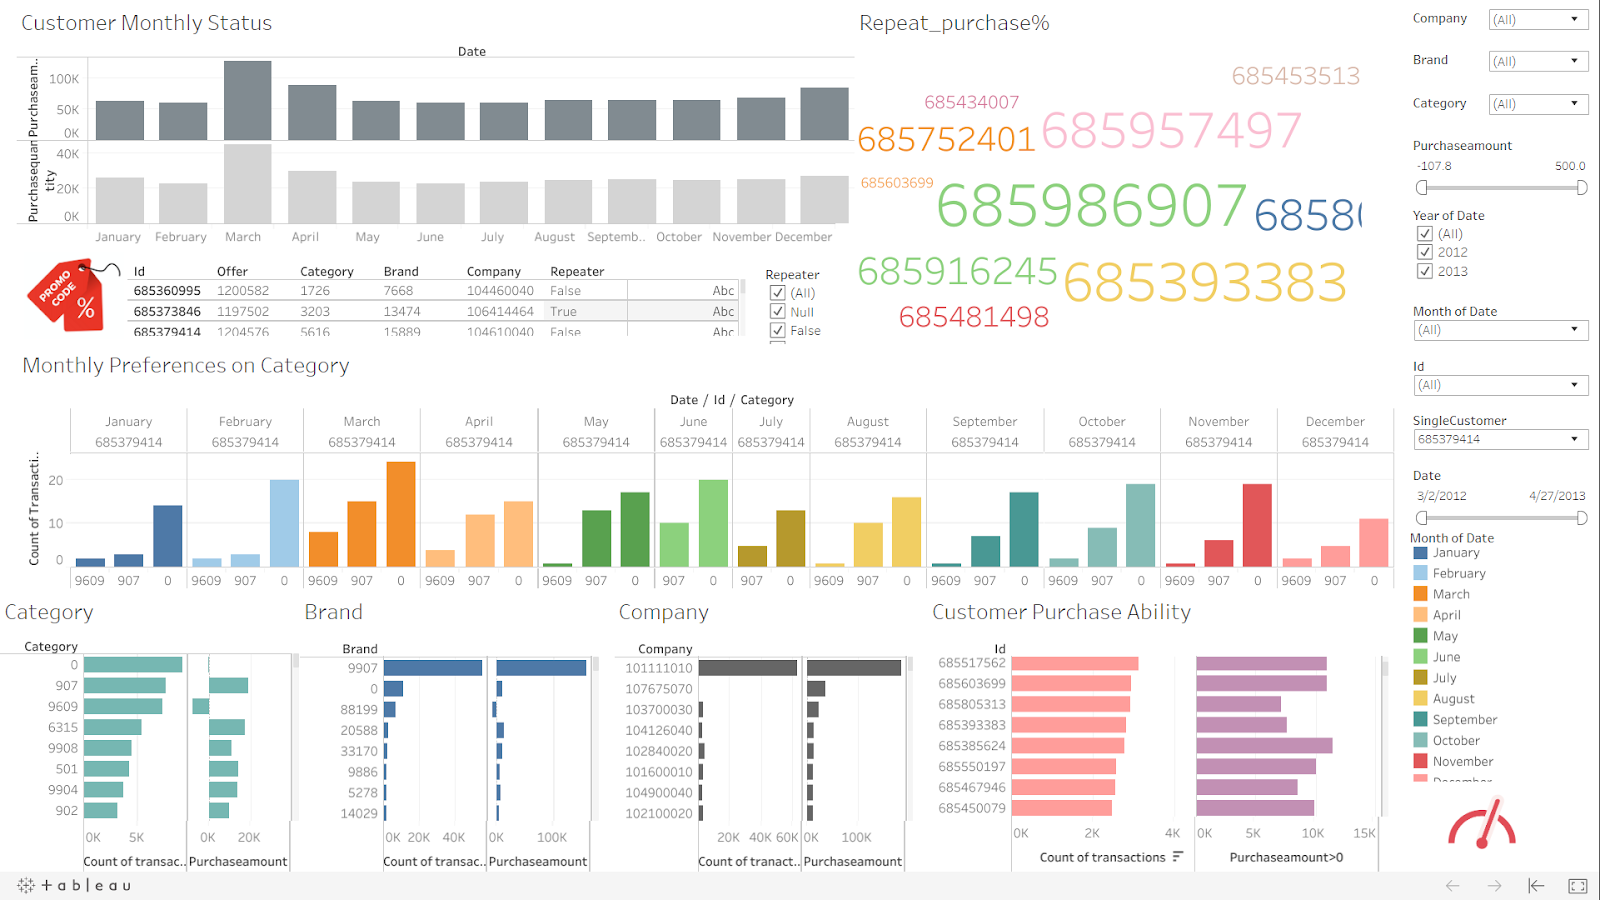 Customer Monthly Status
Date
Purchaseam..
100K
50K
0K
Purchasequan
tity
40K
20K
0K
January February March April May June July August Septemb.. October November December
PROMO
CODE
%
Id Offer Category Brand Company Repeater
685360995 1200582 1726 7668 104460040 False Abc
685373846 1197502 3203 13474 106414464 True Abc
685379414 1204576 5616 15889 104610040 False Abc
Repeater
(All)
Null
False
Repeat_purchase%
685453513
685434007
685752401 685957497
685603699
685986907 68580
685916245 685393383
685481498
Company (All)
Brand (All)
Category (All)
Purchaseamount
-107.8 500.0
Year of Date
(All)
2012
2013
Month of Date
(All)
Id
(All)
SingleCustomer
685379414
Date
3/2/2012 4/27/2013
Month of Date
January
February
March
April
May
June
July
August
September
October
November
December
Monthly Preferences on Category
Date / Id / Category
January February March April May June July August September October November December
685379414 685379414 685379414 685379414 685379414 685379414 685379414 685379414 685379414 685379414 685379414 685379414
Count of Transacti..
20
10
0
9609 907 0 9609 907 0 9609 907 0 9609 907 0 9609 907 0 907 0 907 0 9609 907 0 9609 907 0 9609 907 0 9609 907 0 9609 907 0
Category
Category
0
907
9609
6315
9908
501
9904
902
0K 5K 0K 20K
Count of transac.. Purchaseamount
Brand
Brand
9907
0
88199
20588
33170
9886
5278
14029
0K 20K 40K 0K 100K
Count of transac.. Purchaseamount
Company
Company
101111010
107675070
103700030
104126040
102840020
101600010
104900040
102100020
20K 40K 60K 0K 100K
Count of transact.. Purchaseamount
Customer Purchase Ability
Id
685517562
685603699
685805313
685393383
685385624
685550197
685467946
685450079
0K 2K 4K 0K 5K 10K 15K
Count of transactions Purchaseamount>0
+ableau